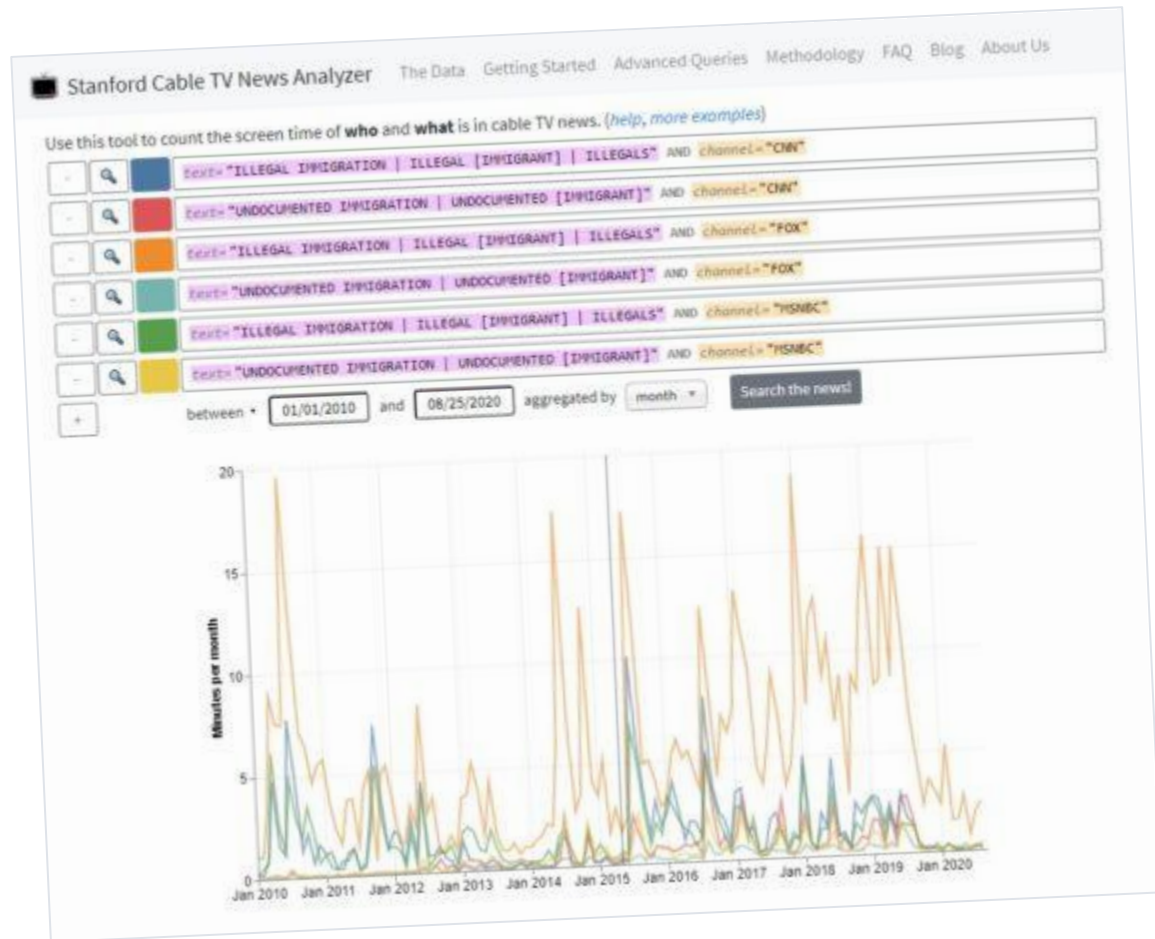 Stanford Cable TV News Analyzer The Data Getting Started Advanced Queries Methodology FAQ Blog About Us
Use this tool to count the screen time of who and what is in cable TV news. (help, more examples)
- text="ILLEGAL IMMIGRATION | ILLEGAL [IMMIGRANT] | ILLEGALS" AND channel="CNN"
- text="UNDOCUMENTED IMMIGRATION | UNDOCUMENTED [IMMIGRANT]" AND channel="CNN"
- text="ILLEGAL IMMIGRATION | ILLEGAL [IMMIGRANT] | ILLEGALS" AND channel="FOX"
- text="UNDOCUMENTED IMMIGRATION | UNDOCUMENTED [IMMIGRANT]" AND channel="FOX"
- text="ILLEGAL IMMIGRATION | ILLEGAL [IMMIGRANT] | ILLEGALS" AND channel="MSNBC"
- text="UNDOCUMENTED IMMIGRATION | UNDOCUMENTED [IMMIGRANT]" AND channel="MSNBC"
+ between 01/01/2010 and 08/25/2020 aggregated by month Search the news!
20
15
10
5
0
Minutes per month
Jan 2010 Jan 2011 Jan 2012 Jan 2013 Jan 2014 Jan 2015 Jan 2016 Jan 2017 Jan 2018 Jan 2019 Jan 2020